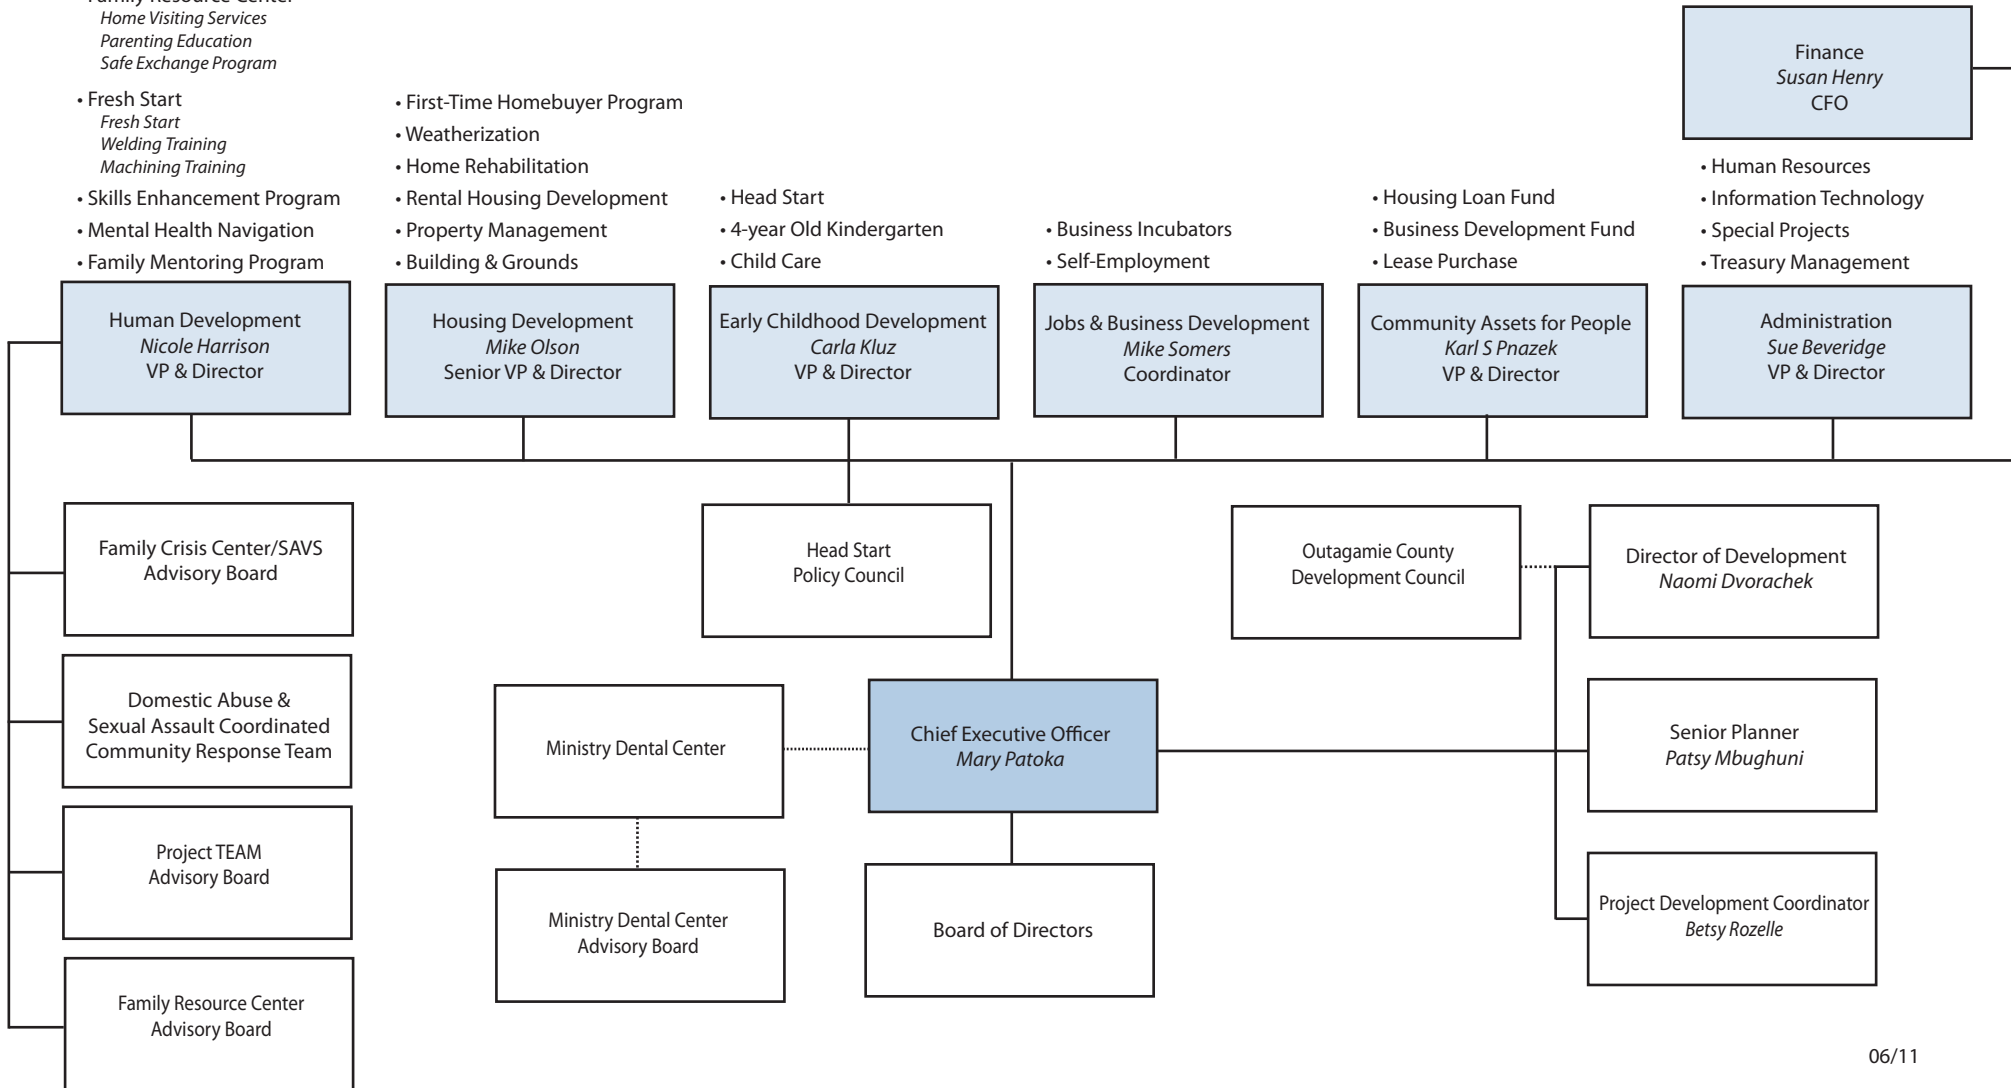 Family Resource Center
Home Visiting Services
Parenting Education
Safe Exchange Program
• Fresh Start
Fresh Start
Welding Training
Machining Training
• Skills Enhancement Program
• Mental Health Navigation
• Family Mentoring Program
• First-Time Homebuyer Program
• Weatherization
• Home Rehabilitation
• Rental Housing Development
• Property Management
• Building & Grounds
• Head Start
• 4-year Old Kindergarten
• Child Care
• Business Incubators
• Self-Employment
• Housing Loan Fund
• Business Development Fund
• Lease Purchase
Finance
Susan Henry
CFO
• Human Resources
• Information Technology
• Special Projects
• Treasury Management
Human Development
Nicole Harrison
VP & Director
Housing Development
Mike Olson
Senior VP & Director
Early Childhood Development
Carla Kluz
VP & Director
Jobs & Business Development
Mike Somers
Coordinator
Community Assets for People
Karl S Pnazek
VP & Director
Administration
Sue Beveridge
VP & Director
Family Crisis Center/SAVS
Advisory Board
Head Start
Policy Council
Outagamie County
Development Council
Director of Development
Naomi Dvorachek
Domestic Abuse &
Sexual Assault Coordinated
Community Response Team
Ministry Dental Center
Chief Executive Officer
Mary Patoka
Senior Planner
Patsy Mbughuni
Project TEAM
Advisory Board
Ministry Dental Center
Advisory Board
Board of Directors
Project Development Coordinator
Betsy Rozelle
Family Resource Center
Advisory Board
06/11